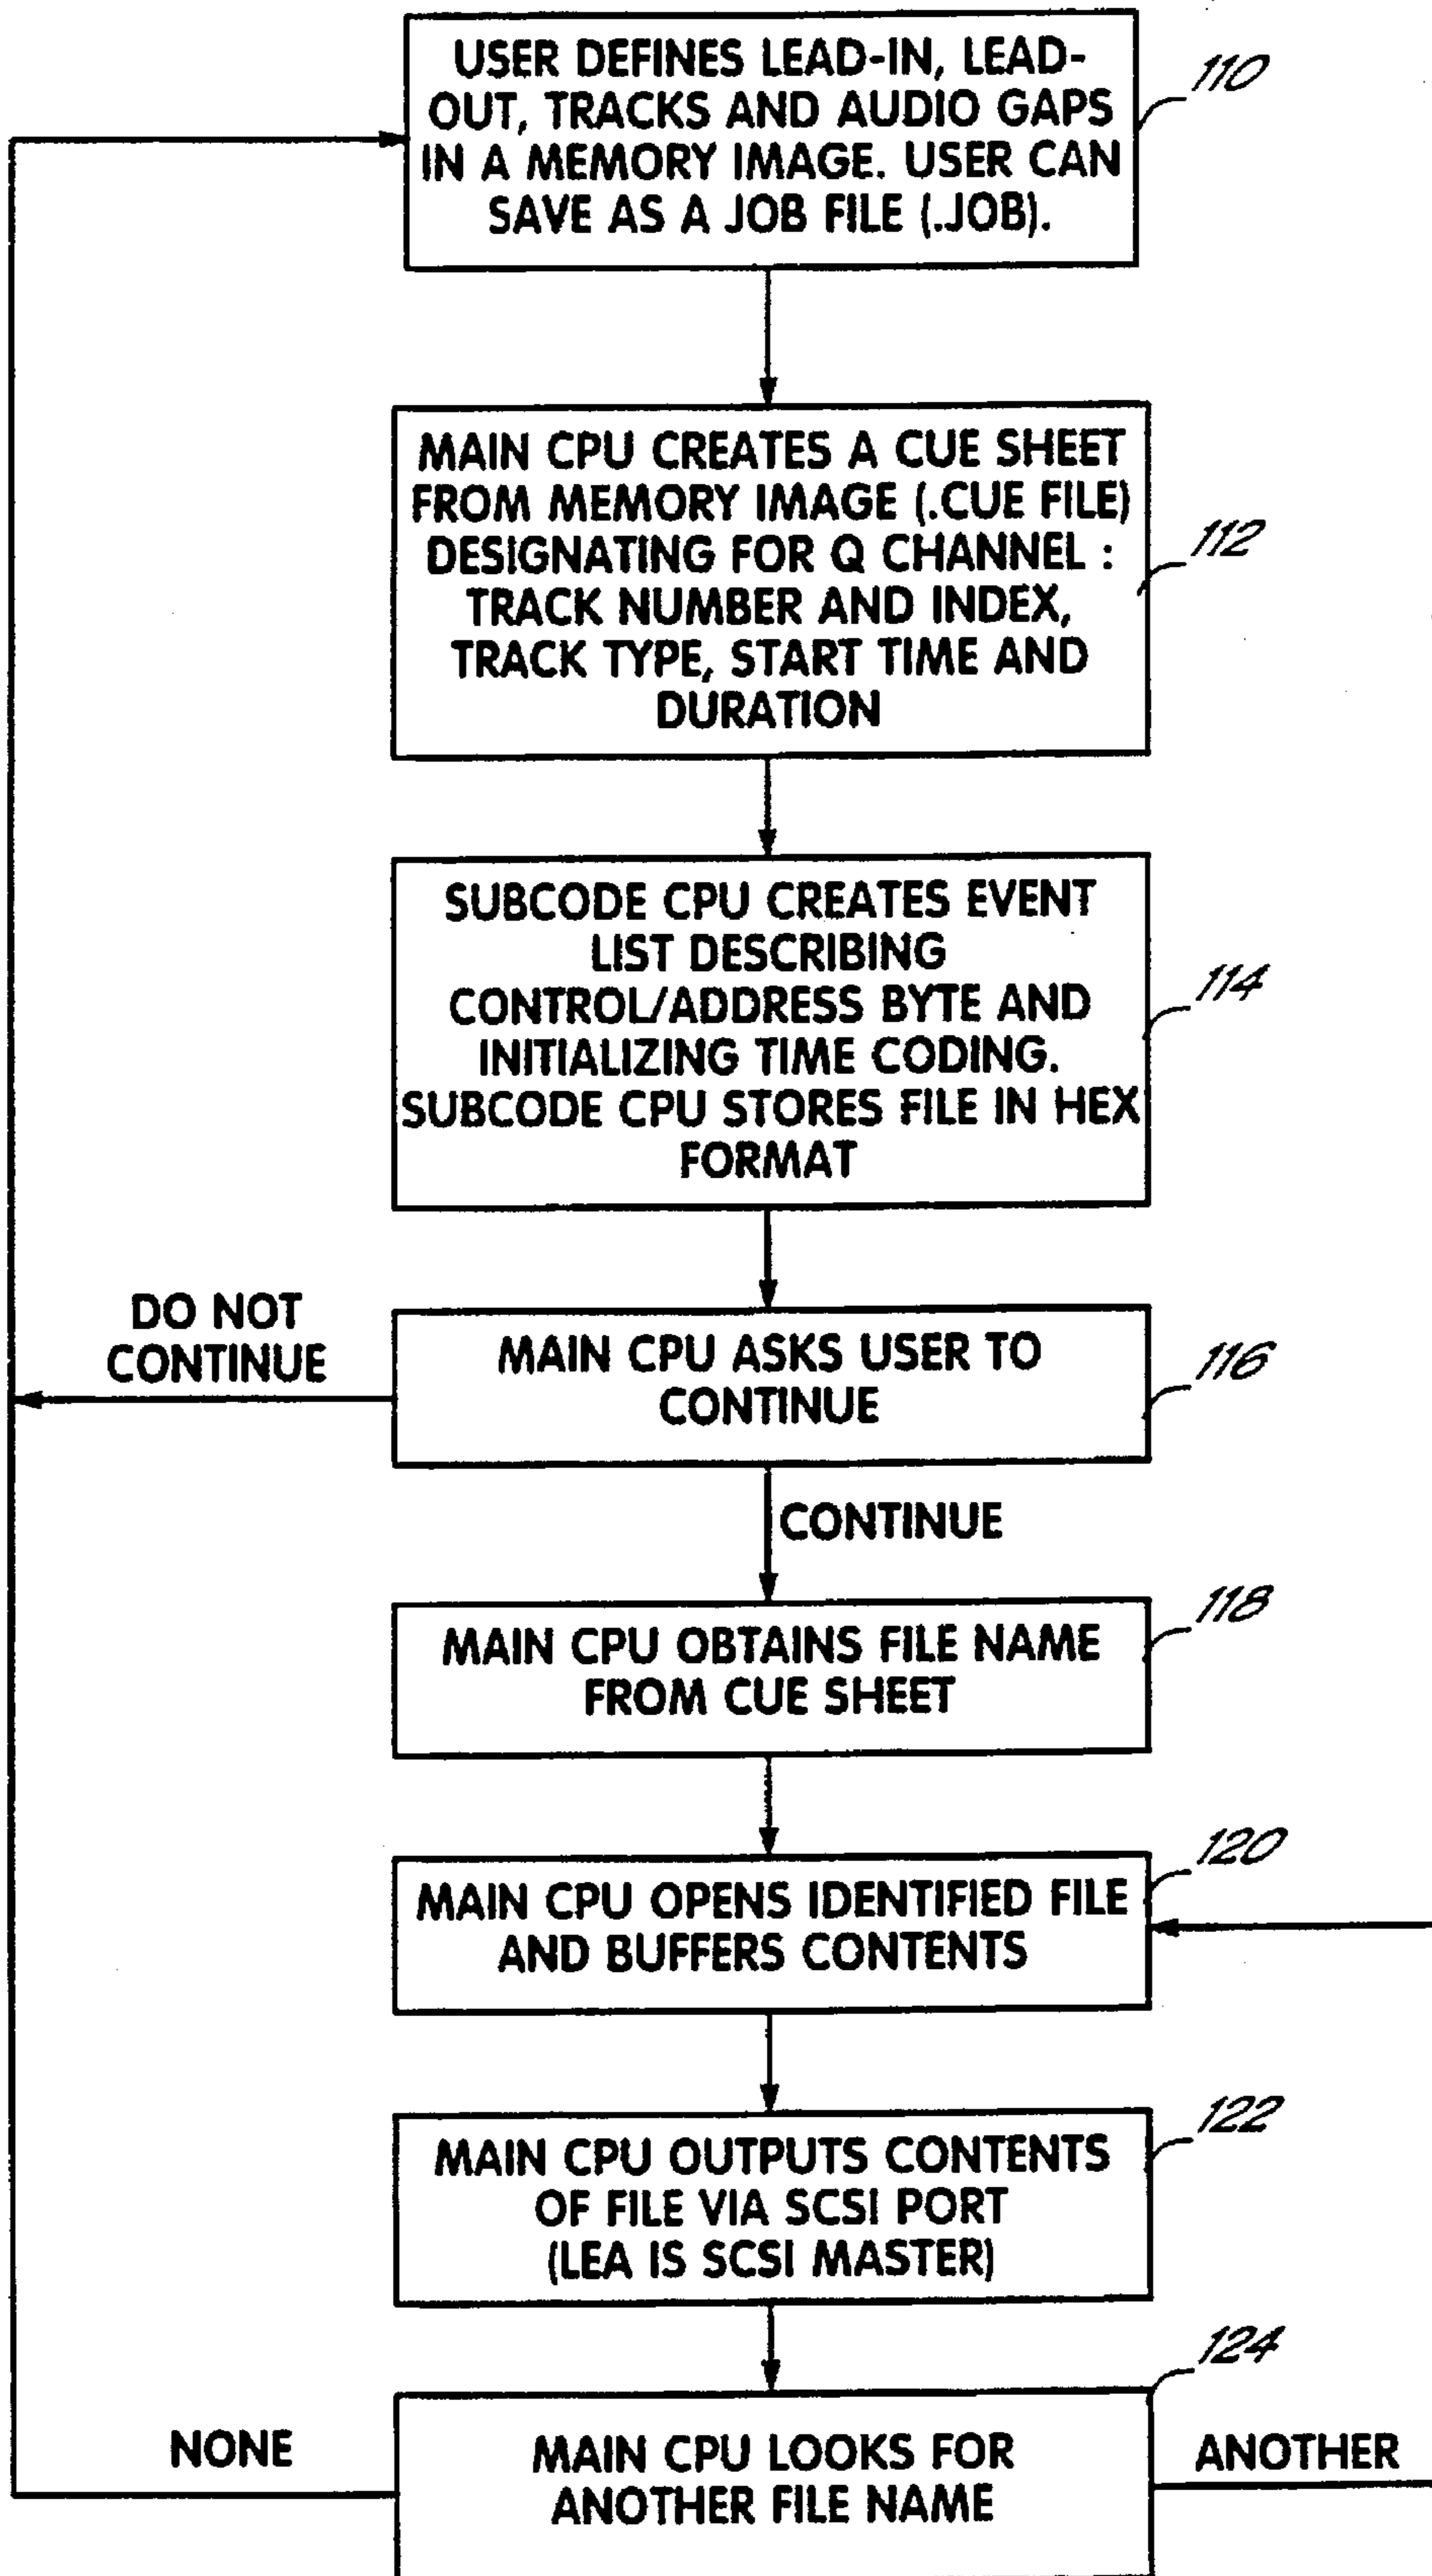 USER DEFINES LEAD-IN, LEAD-
OUT, TRACKS AND AUDIO GAPS
IN A MEMORY IMAGE. USER CAN
SAVE AS A JOB FILE (.JOB).
110
MAIN CPU CREATES A CUE SHEET
FROM MEMORY IMAGE (.CUE FILE)
DESIGNATING FOR Q CHANNEL :
TRACK NUMBER AND INDEX,
TRACK TYPE, START TIME AND
DURATION
112
SUBCODE CPU CREATES EVENT
LIST DESCRIBING
CONTROL/ADDRESS BYTE AND
INITIALIZING TIME CODING.
SUBCODE CPU STORES FILE IN HEX
FORMAT
114
DO NOT
CONTINUE
MAIN CPU ASKS USER TO
CONTINUE
116
CONTINUE
MAIN CPU OBTAINS FILE NAME
FROM CUE SHEET
118
MAIN CPU OPENS IDENTIFIED FILE
AND BUFFERS CONTENTS
120
MAIN CPU OUTPUTS CONTENTS
OF FILE VIA SCSI PORT
(LEA IS SCSI MASTER)
122
NONE
MAIN CPU LOOKS FOR
ANOTHER FILE NAME
124
ANOTHER